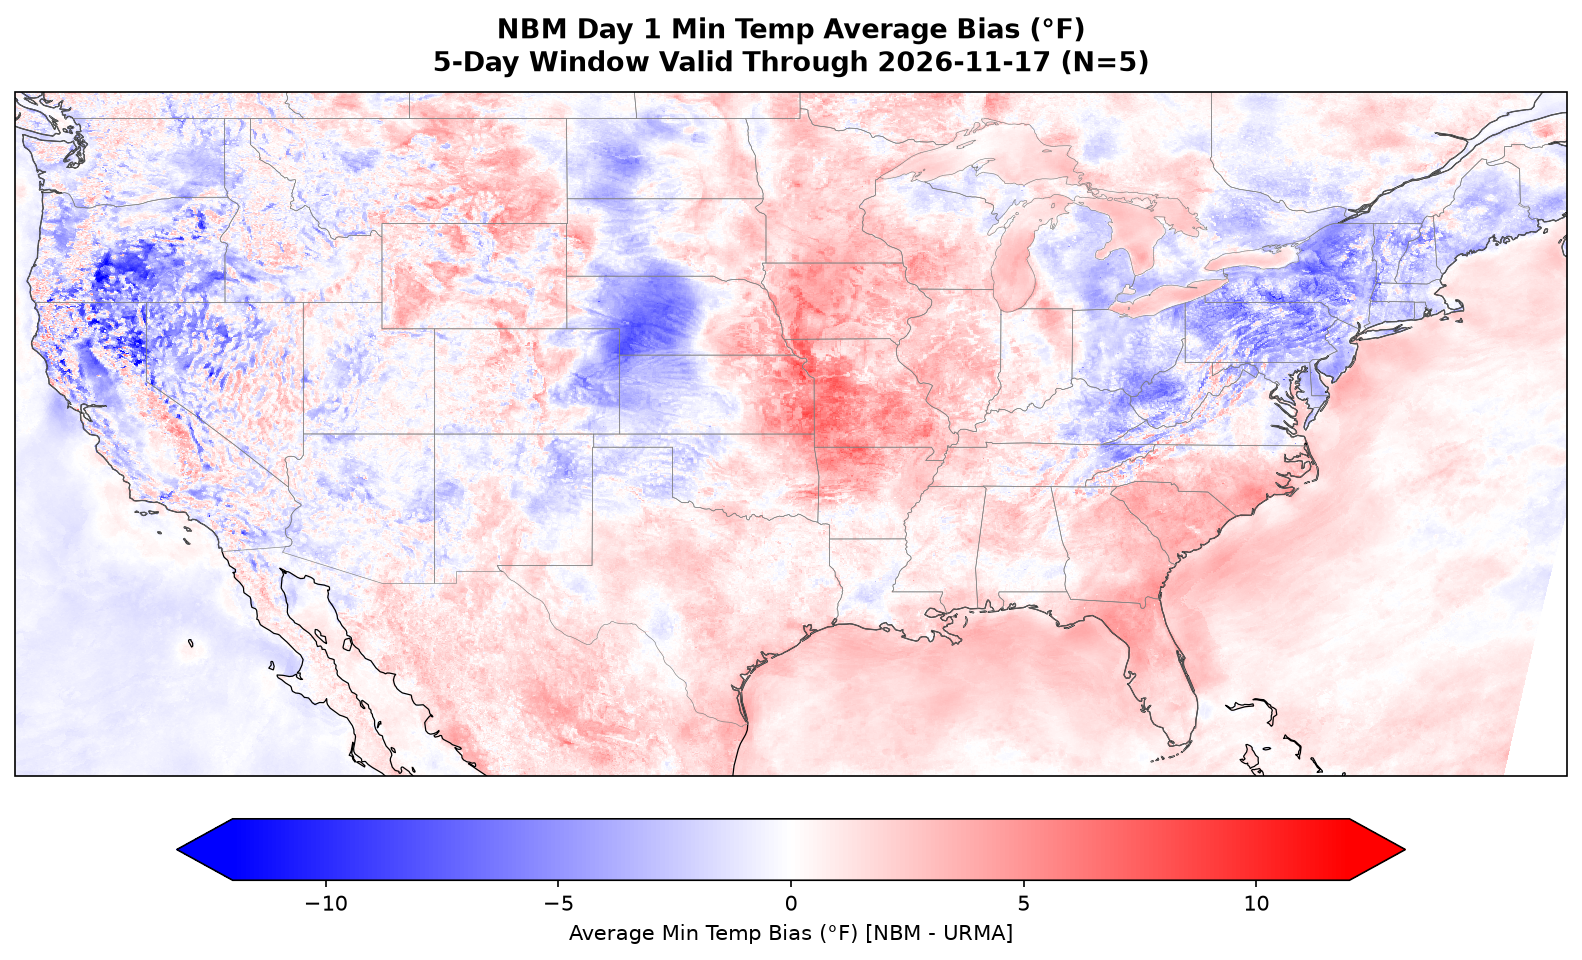 NBM Day 1 Min Temp Average Bias (°F)
5-Day Window Valid Through 2026-11-17 (N=5)
−10 −5 0 5 10
Average Min Temp Bias (°F) [NBM - URMA]